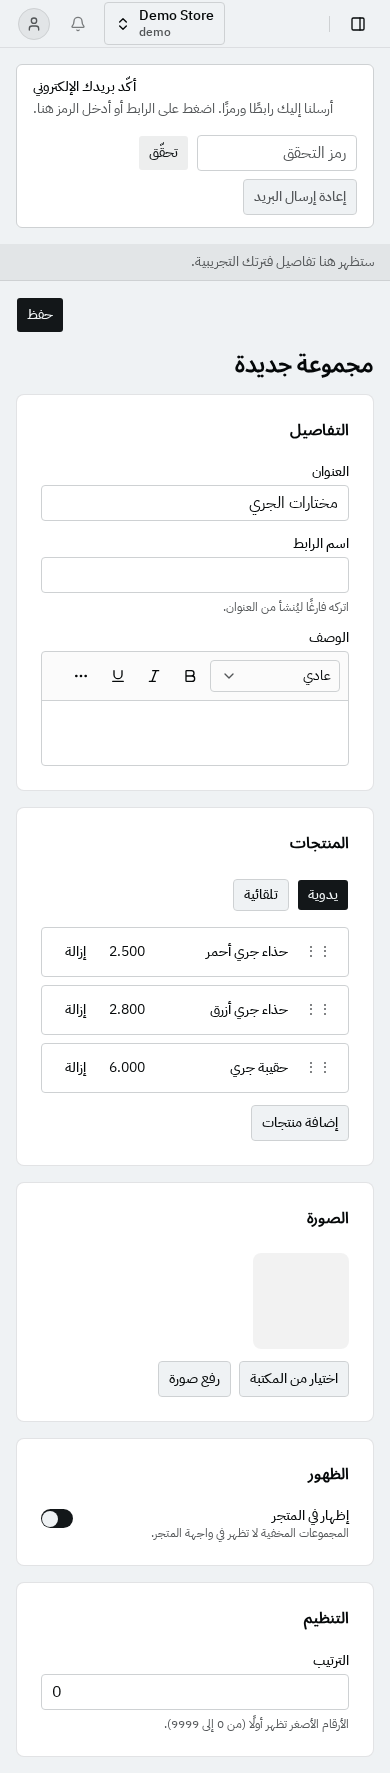 Demo Store
demo
أكّد بريدك الإلكتروني
أرسلنا إليك رابطًا ورمزًا. اضغط على الرابط أو أدخل الرمز هنا.
رمز التحقق
تحقّق
إعادة إرسال البريد
ستظهر هنا تفاصيل فترتك التجريبية.
حفظ
مجموعة جديدة
التفاصيل
العنوان
مختارات الجري
اسم الرابط
اتركه فارغًا ليُنشأ من العنوان.
الوصف
عادي
المنتجات
يدوية
تلقائية
حذاء جري أحمر 2.500 إزالة
حذاء جري أزرق 2.800 إزالة
حقيبة جري 6.000 إزالة
إضافة منتجات
الصورة
اختيار من المكتبة
رفع صورة
الظهور
إظهار في المتجر
المجموعات المخفية لا تظهر في واجهة المتجر.
التنظيم
الترتيب
0
الأرقام الأصغر تظهر أولًا (من 0 إلى 9999).